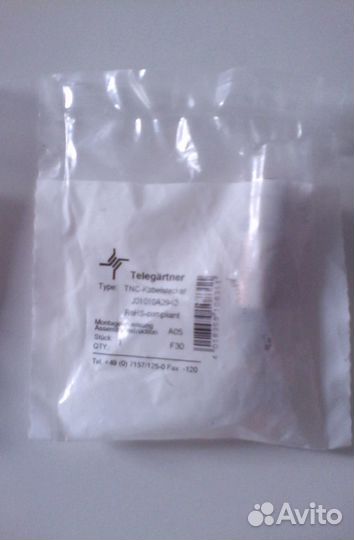 Telegärtner
Type: TNC-Kabelstecker
RoHS-compliant
Montageanleitung
Assembly instruction A05
Stück
QTY. 1 F30
Tel. +49 (0) 7157/125-0 Fax -120
Avito